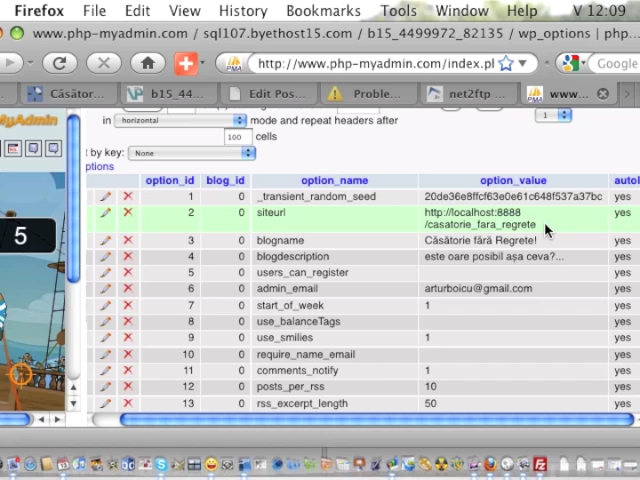 Firefox File Edit View History Bookmarks Tools Window Help V 12:09
www.php-myadmin.com / sql107.byethost15.com / b15_4499972_82135 / wp_options | php...
http://www.php-myadmin.com/index.pl Google
Căsător... b15_44... Edit Pos... Proble... net2ftp www...
MyAdmin
in horizontal mode and repeat headers after 1
100 cells
t by key: None
ptions
option_id blog_id option_name option_value autol
1 0 _transient_random_seed 20de36e8ffcf63e0e61c648f537a37bc yes
2 0 siteurl http://localhost:8888 yes
/casatorie_fara_regrete
3 0 blogname Căsătorie fără Regrete! yes
4 0 blogdescription este oare posibil așa ceva?... yes
5 0 users_can_register yes
6 0 admin_email arturboicu@gmail.com yes
7 0 start_of_week 1 yes
8 0 use_balanceTags yes
9 0 use_smilies 1 yes
10 0 require_name_email yes
11 0 comments_notify 1 yes
12 0 posts_per_rss 10 yes
13 0 rss_excerpt_length 50 yes
5